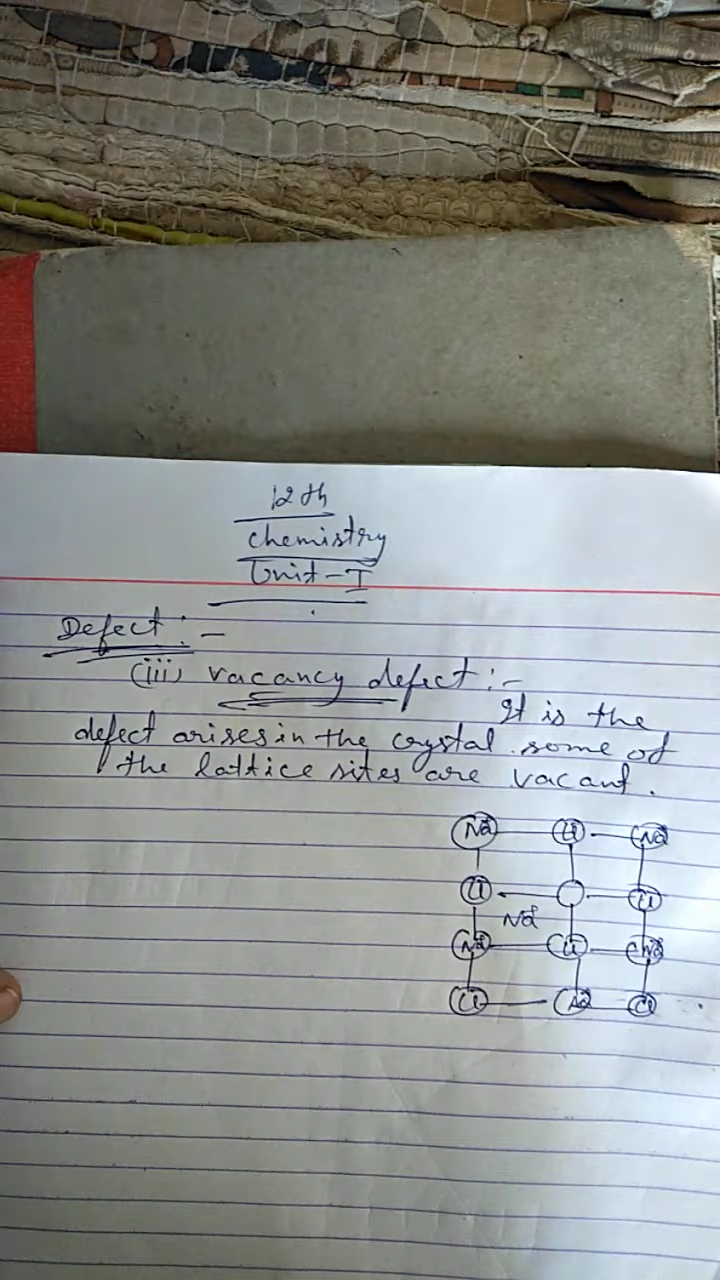 12th
chemistry
Unit-I
Defect :-
(iii) vacancy defect :-
It is the
defect arises in the crystal some of
the lattice sites are vacant.
Na Cl Na
Cl Cl
Na
Na Cl Na
Cl Na Cl